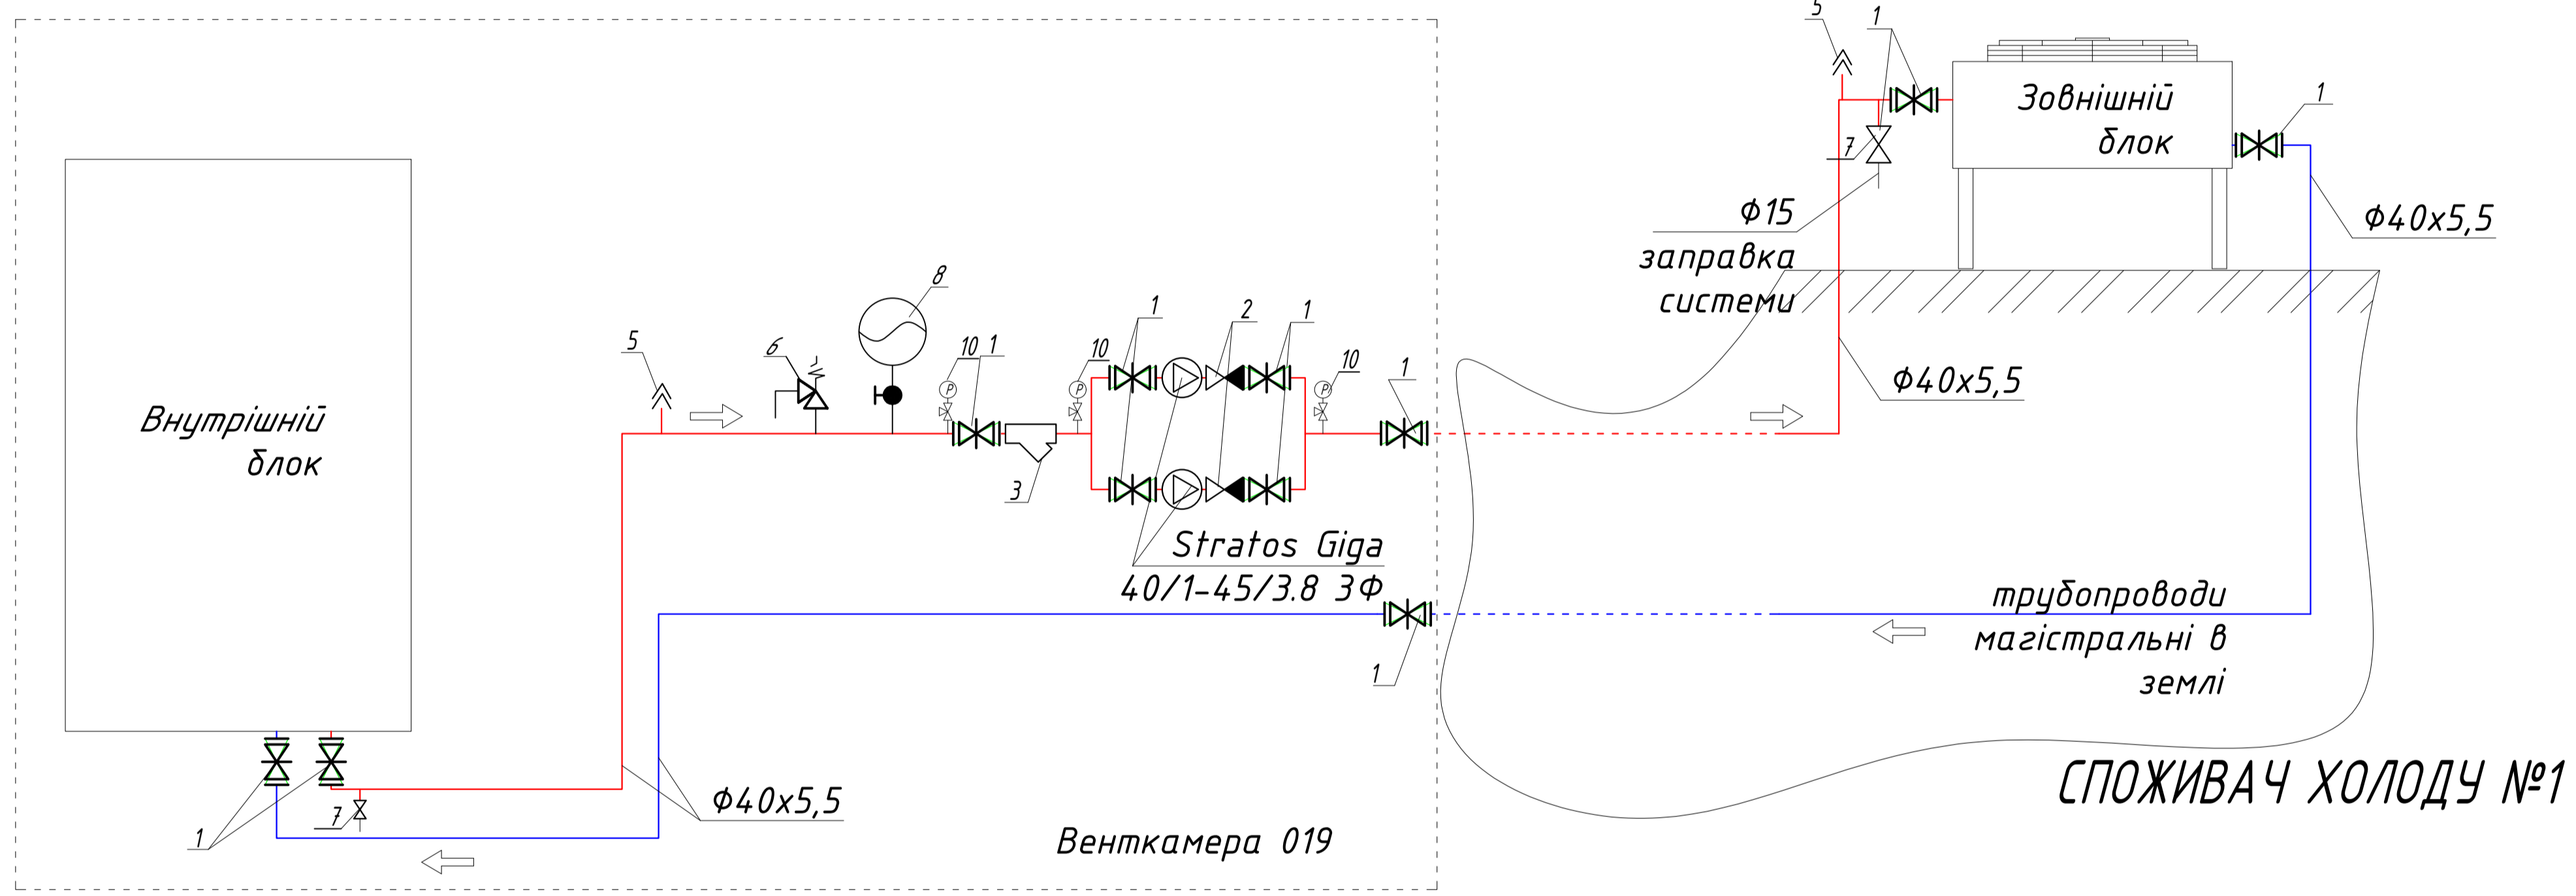 5
1
Зовнішній
блок
1
7
Ф15
заправка
системи
Ф40х5,5
Ф40х5,5
8
5
6
10
1
10
1
2
1
10
1
P
P
P
Внутрішній
блок
3
Stratos Giga
40/1-45/3.8 3Ф
1
трубопроводи
магістральні в
землі
1
7
Ф40х5,5
Венткамера 019
СПОЖИВАЧ ХОЛОДУ №1